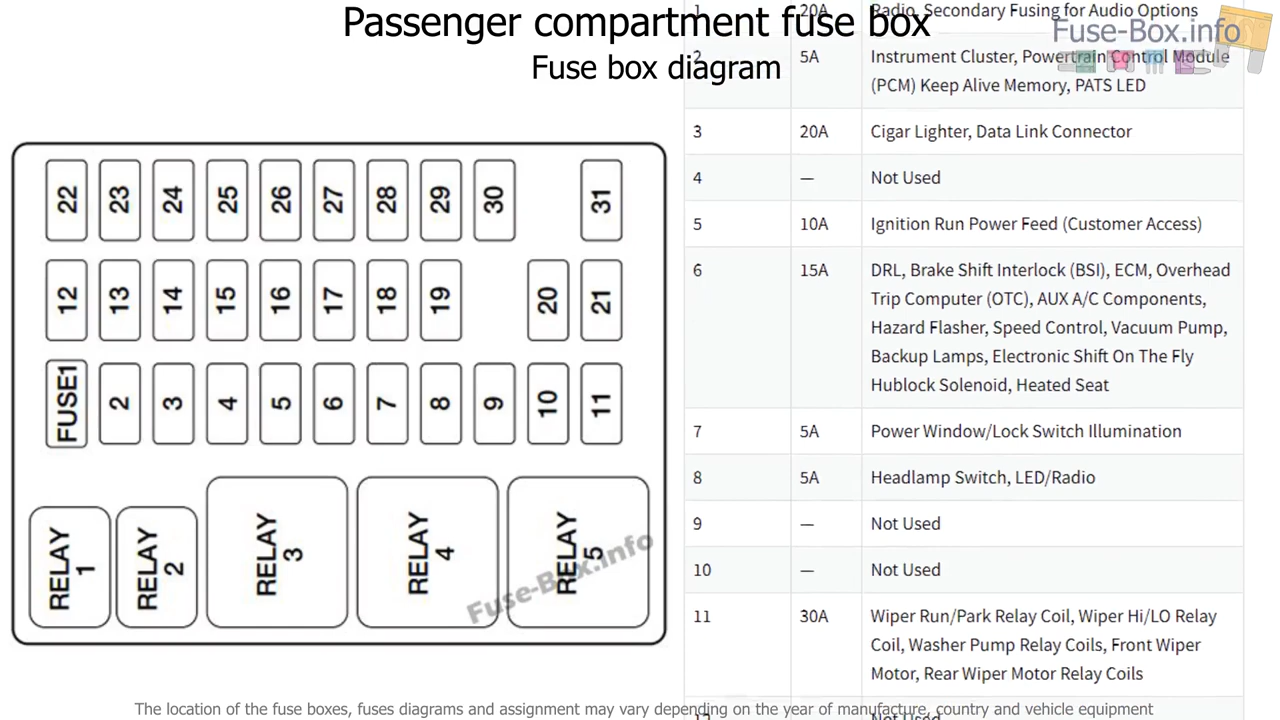 Passenger compartment fuse box
Fuse box diagram
Fuse-Box.info
1 20A Radio, Secondary Fusing for Audio Options
2 5A Instrument Cluster, Powertrain Control Module
(PCM) Keep Alive Memory, PATS LED
3 20A Cigar Lighter, Data Link Connector
4 — Not Used
5 10A Ignition Run Power Feed (Customer Access)
6 15A DRL, Brake Shift Interlock (BSI), ECM, Overhead
Trip Computer (OTC), AUX A/C Components,
Hazard Flasher, Speed Control, Vacuum Pump,
Backup Lamps, Electronic Shift On The Fly
Hublock Solenoid, Heated Seat
7 5A Power Window/Lock Switch Illumination
8 5A Headlamp Switch, LED/Radio
9 — Not Used
10 — Not Used
11 30A Wiper Run/Park Relay Coil, Wiper Hi/LO Relay
Coil, Washer Pump Relay Coils, Front Wiper
Motor, Rear Wiper Motor Relay Coils
12 Not Used
22 23 24 25 26 27 28 29 30 31
12 13 14 15 16 17 18 19 20 21
FUSE1 2 3 4 5 6 7 8 9 10 11
RELAY 1
RELAY 2
RELAY 3
RELAY 4
RELAY 5
Fuse-Box.info
The location of the fuse boxes, fuses diagrams and assignment may vary depending on the year of manufacture, country and vehicle equipment